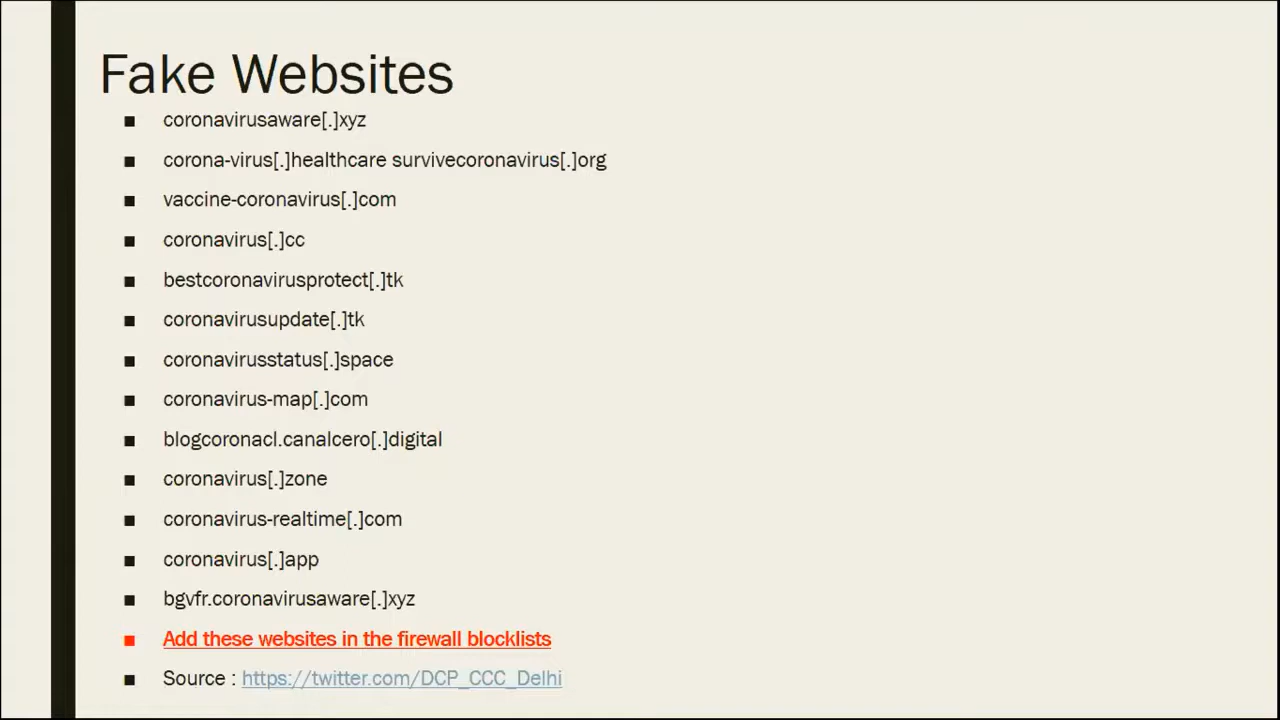 Fake Websites
coronavirusaware[.]xyz
corona-virus[.]healthcare survivecoronavirus[.]org
vaccine-coronavirus[.]com
coronavirus[.]cc
bestcoronavirusprotect[.]tk
coronavirusupdate[.]tk
coronavirusstatus[.]space
coronavirus-map[.]com
blogcoronacl.canalcero[.]digital
coronavirus[.]zone
coronavirus-realtime[.]com
coronavirus[.]app
bgvfr.coronavirusaware[.]xyz
Add these websites in the firewall blocklists
Source : https://twitter.com/DCP_CCC_Delhi